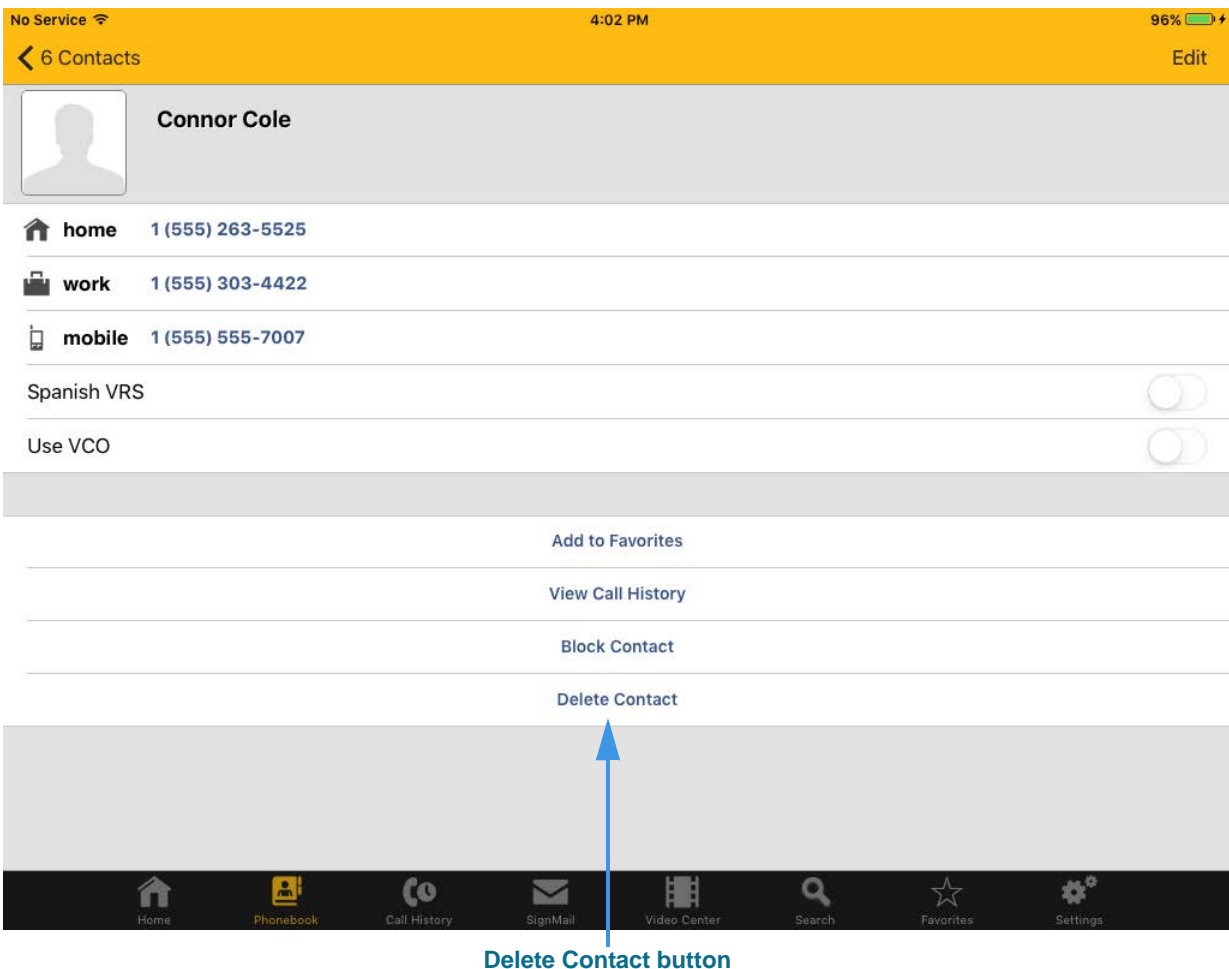 No Service 4:02 PM 96%
6 Contacts Edit
Connor Cole
home 1 (555) 263-5525
work 1 (555) 303-4422
mobile 1 (555) 555-7007
Spanish VRS
Use VCO
Add to Favorites
View Call History
Block Contact
Delete Contact
Home Phonebook Call History SignMail Video Center Search Favorites Settings
Delete Contact button